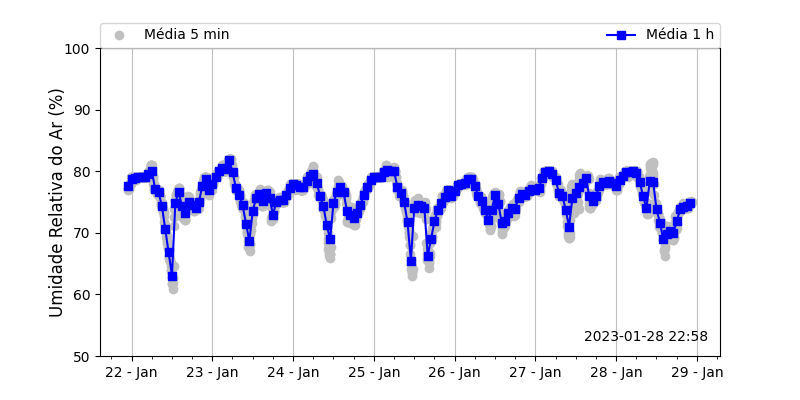 Média 5 min Média 1 h
Umidade Relativa do Ar (%)
100
90
80
70
60
50
2023-01-28 22:58
22 - Jan 23 - Jan 24 - Jan 25 - Jan 26 - Jan 27 - Jan 28 - Jan 29 - Jan